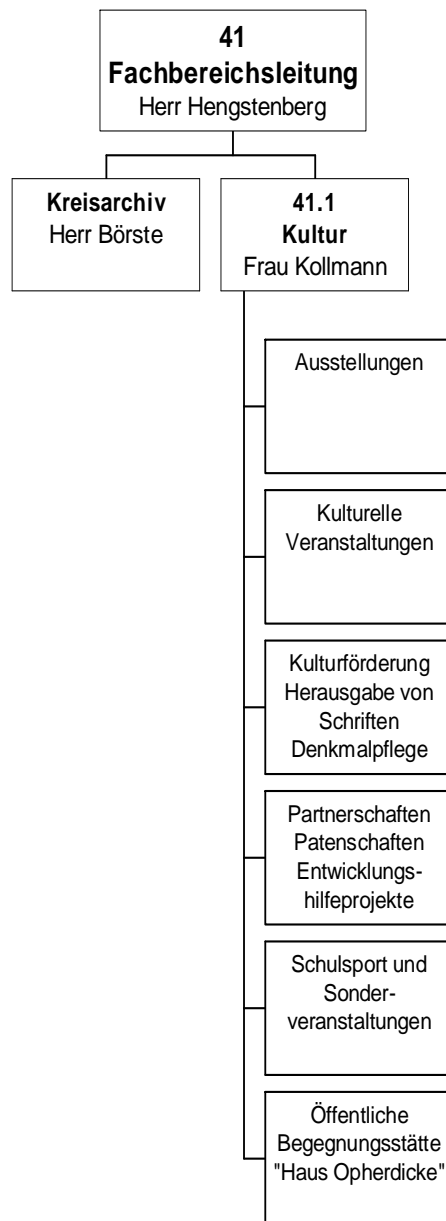 41
Fachbereichsleitung
Herr Hengstenberg
Kreisarchiv
Herr Börste
41.1
Kultur
Frau Kollmann
Ausstellungen
Kulturelle
Veranstaltungen
Kulturförderung
Herausgabe von
Schriften
Denkmalpflege
Partnerschaften
Patenschaften
Entwicklungs-
hilfeprojekte
Schulsport und
Sonder-
veranstaltungen
Öffentliche
Begegnungsstätte
"Haus Opherdicke"